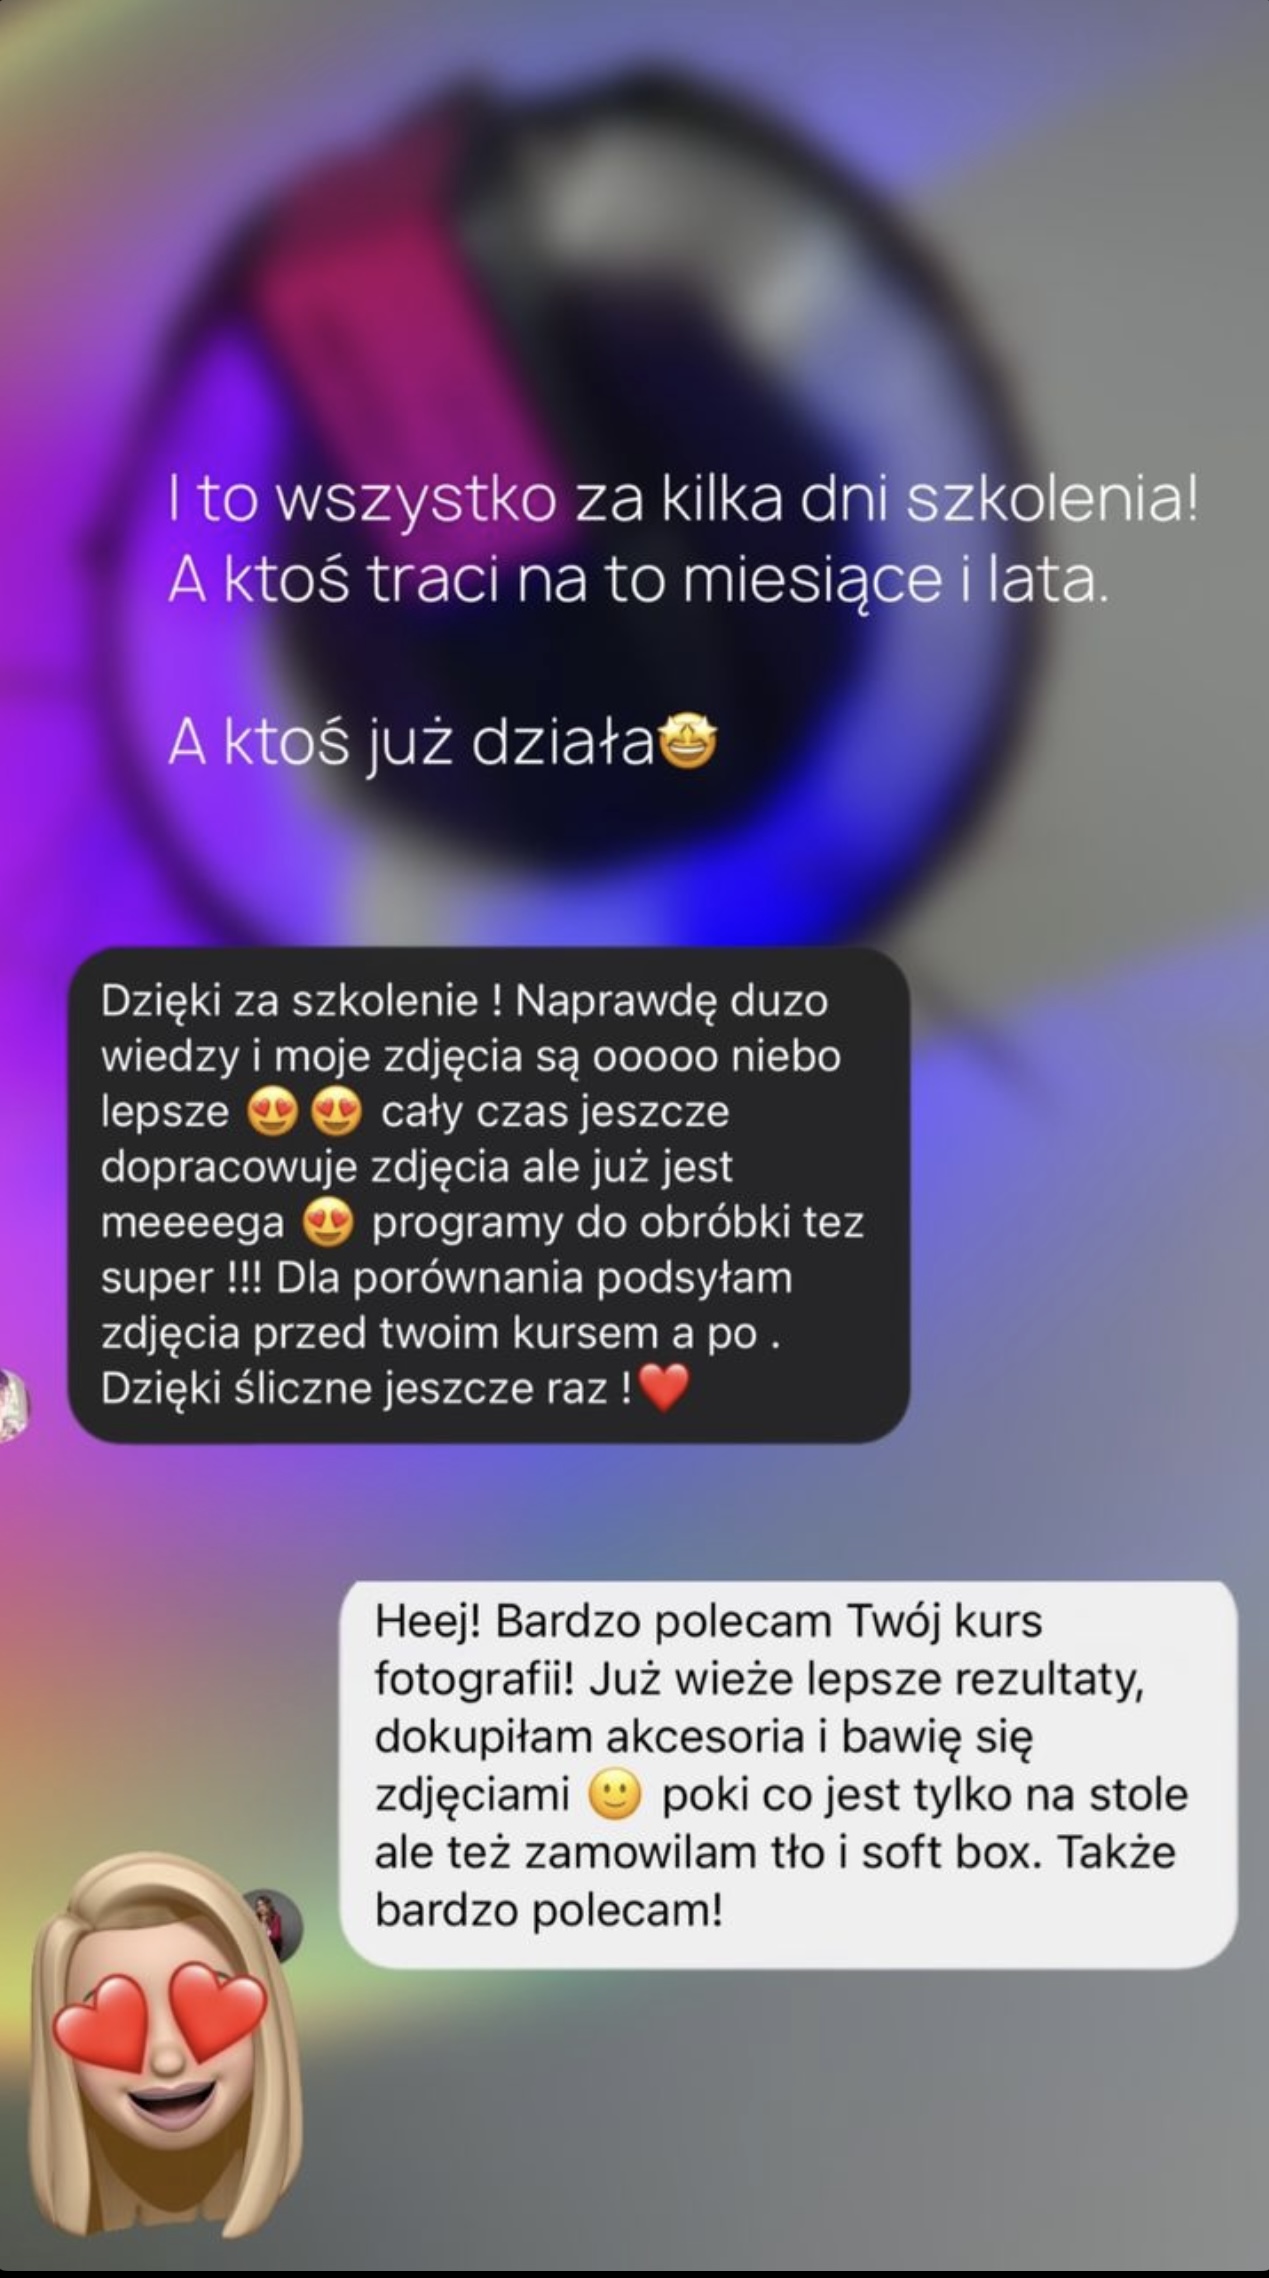 I to wszystko za kilka dni szkolenia!
A ktoś traci na to miesiące i lata.
A ktoś już działa🤩
Dzięki za szkolenie ! Naprawdę duzo
wiedzy i moje zdjęcia są ooooo niebo
lepsze 😍😍 cały czas jeszcze
dopracowuje zdjęcia ale już jest
meeeega 😍 programy do obróbki tez
super !!! Dla porównania podsyłam
zdjęcia przed twoim kursem a po .
Dzięki śliczne jeszcze raz !❤️
Heej! Bardzo polecam Twój kurs
fotografii! Już wieże lepsze rezultaty,
dokupiłam akcesoria i bawię się
zdjęciami 🙂 poki co jest tylko na stole
ale też zamowilam tło i soft box. Także
bardzo polecam!